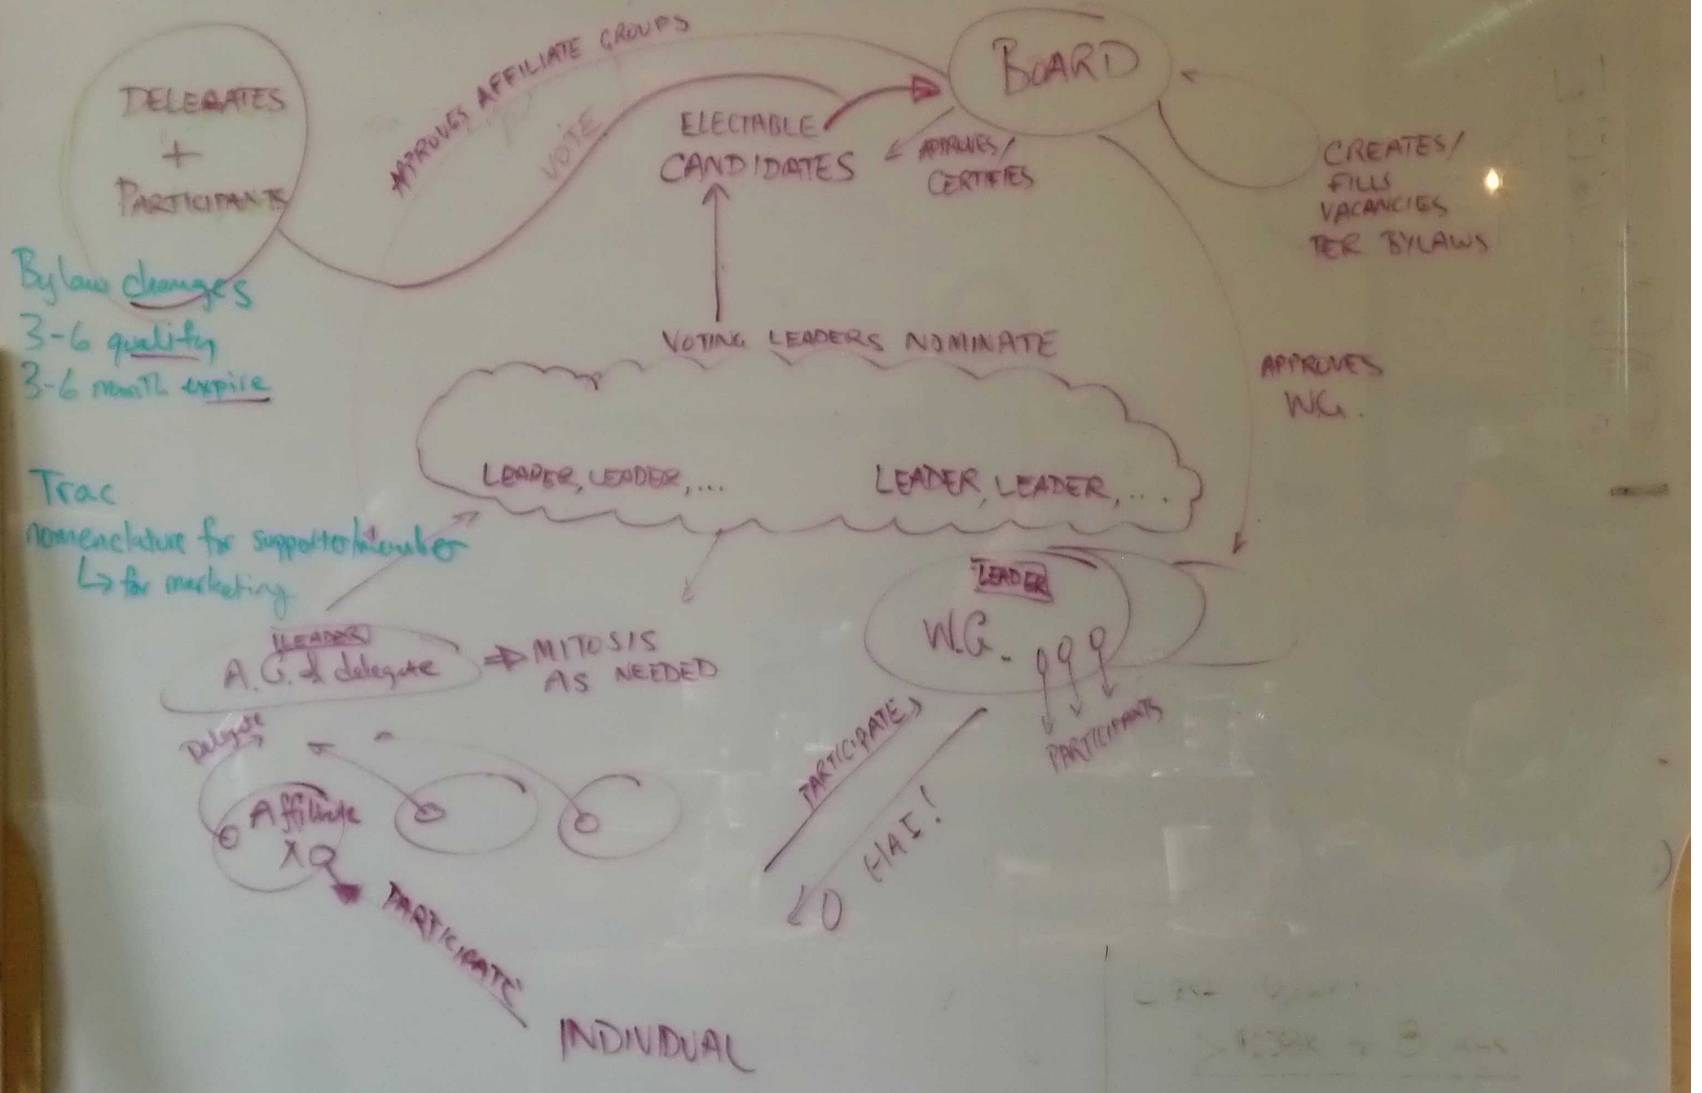 APPROVES AFFILIATE GROUPS
BOARD
DELEGATES
+
PARTICIPANTS
VOTE
ELECTABLE
CANDIDATES
APPROVES/
CERTIFIES
CREATES/
FILLS
VACANCIES
PER BYLAWS
Bylaw changes
3-6 qualify
3-6 month expire
VOTING LEADERS NOMINATE
APPROVES
W.G.
LEADER, LEADER, ...
LEADER, LEADER, ....
Trac
nomenclature for supporter/member
↳ for marketing
LEADER
W.G.
PARTICIPANTS
LEADER
A.G. delegate
⇒ MITOSIS
AS NEEDED
Delegate
PARTICIPATE
O HAI!
Affiliate
X
PARTICIPATE
INDIVIDUAL